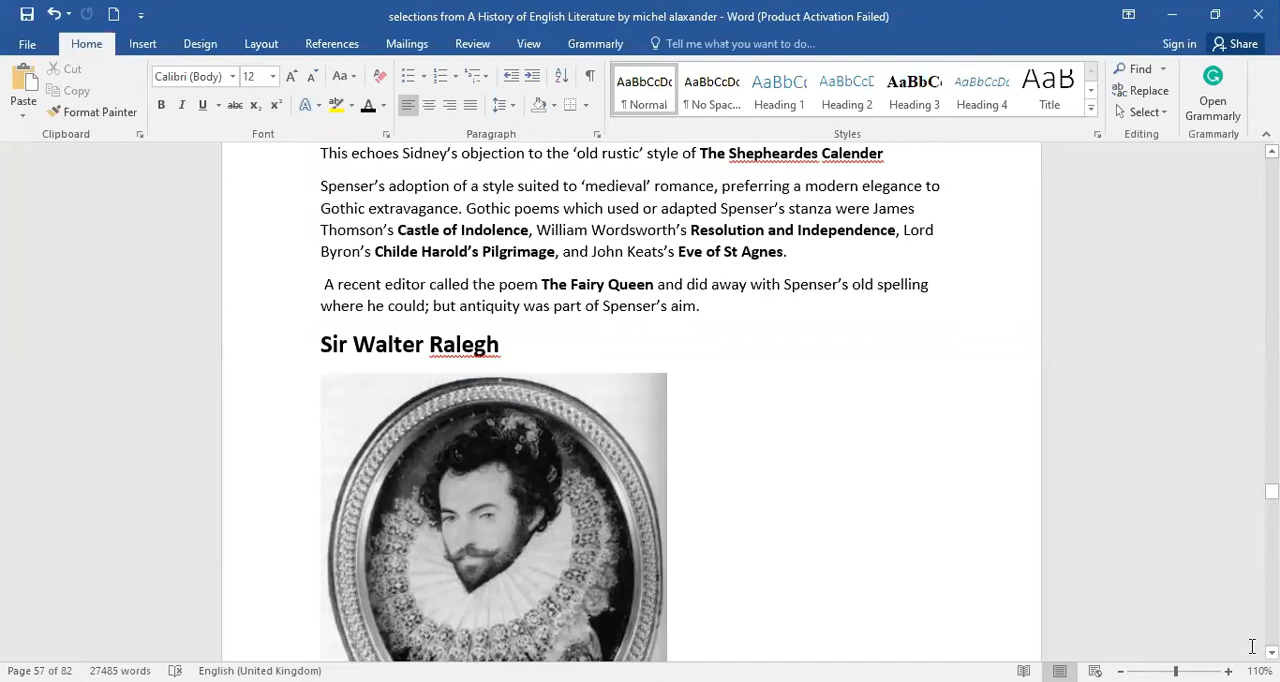 selections from A History of English Literature by michel alaxander - Word (Product Activation Failed)
File Home Insert Design Layout References Mailings Review View Grammarly Tell me what you want to do... Sign in Share
Paste
Cut
Copy
Format Painter
Clipboard
Calibri (Body) 12
Font
Paragraph
AaBbCcDc AaBbCcDc AaBbCc AaBbCcE AaBbC AaBbCcDc AaB
¶ Normal ¶ No Spac... Heading 1 Heading 2 Heading 3 Heading 4 Title
Styles
Find
Replace
Select
Editing
Open
Grammarly
Grammarly
This echoes Sidney’s objection to the ‘old rustic’ style of The Shepheardes Calender
Spenser’s adoption of a style suited to ‘medieval’ romance, preferring a modern elegance to
Gothic extravagance. Gothic poems which used or adapted Spenser’s stanza were James
Thomson’s Castle of Indolence, William Wordsworth’s Resolution and Independence, Lord
Byron’s Childe Harold’s Pilgrimage, and John Keats’s Eve of St Agnes.
A recent editor called the poem The Fairy Queen and did away with Spenser’s old spelling
where he could; but antiquity was part of Spenser’s aim.
Sir Walter Ralegh
Page 57 of 82 27485 words English (United Kingdom) 110%